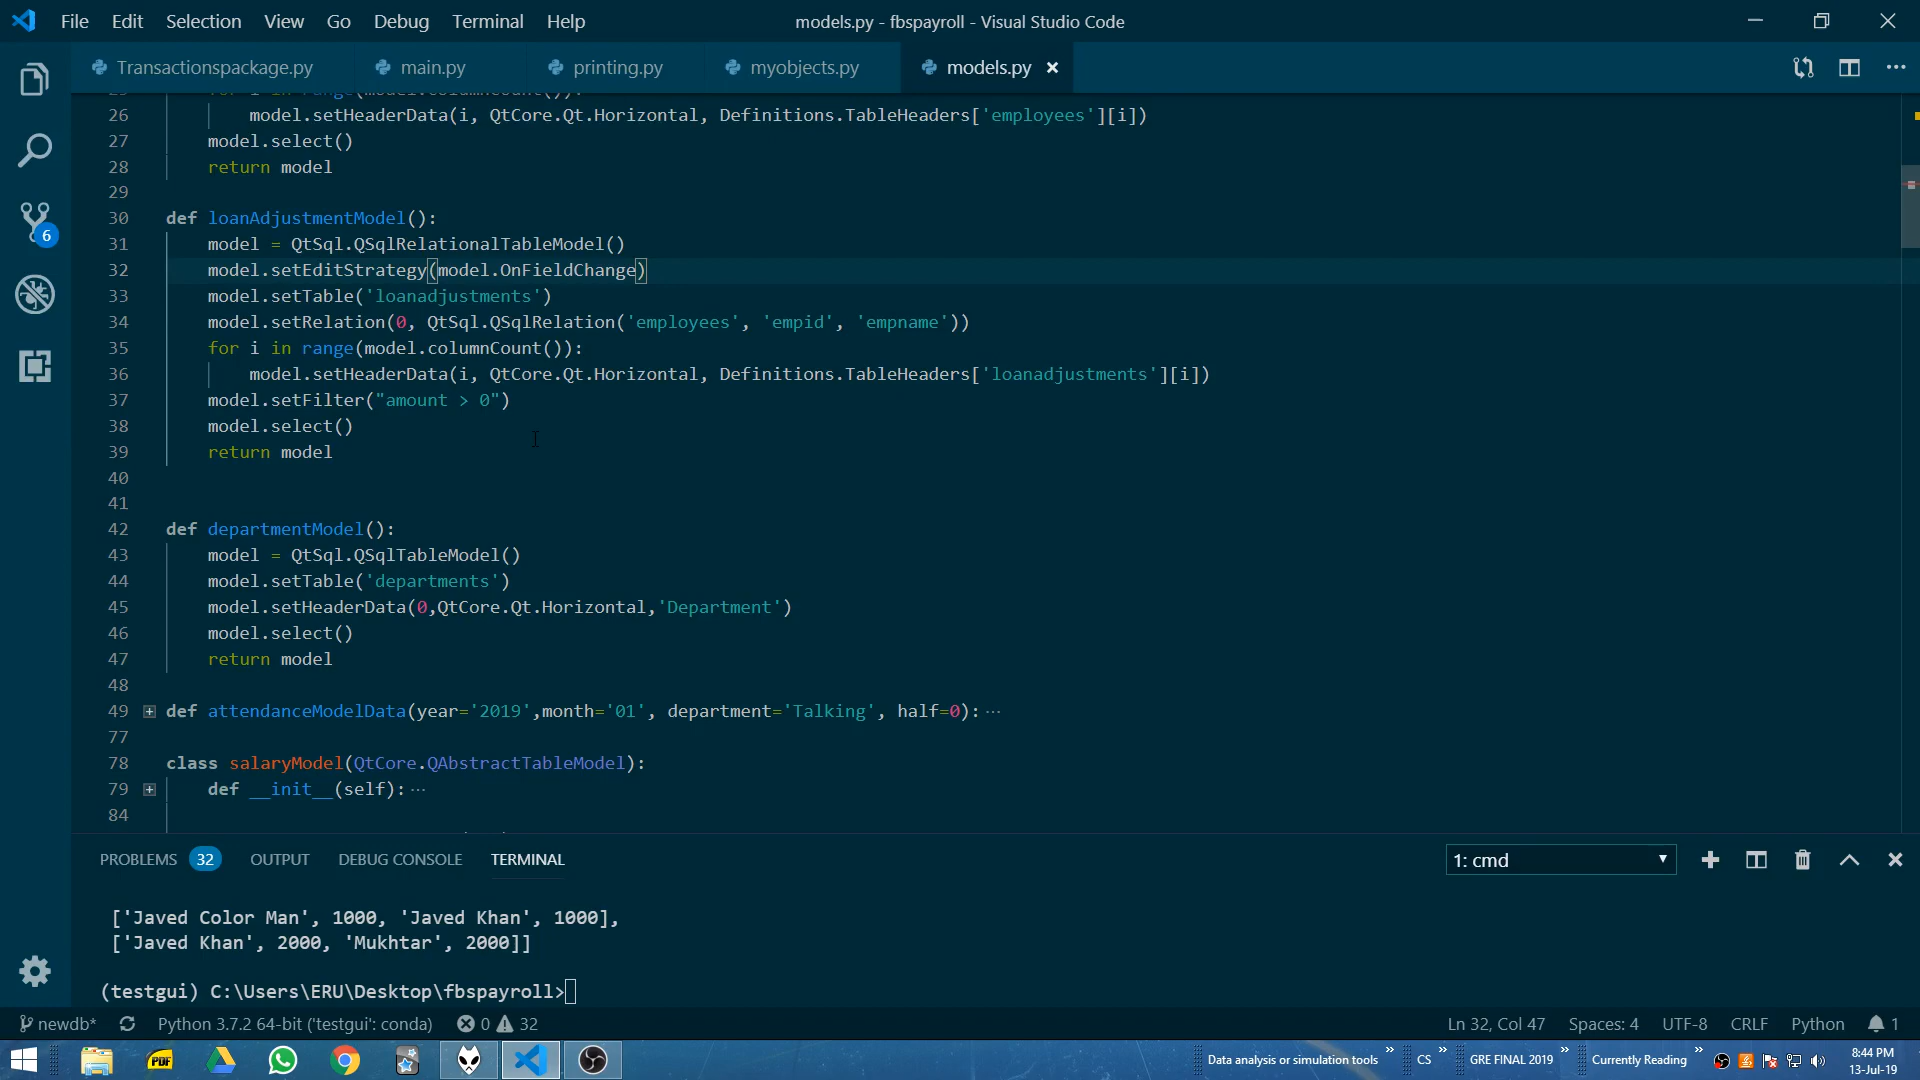 File Edit Selection View Go Debug Terminal Help models.py - fbspayroll - Visual Studio Code
Transactionspackage.py main.py printing.py myobjects.py models.py
25 for i in range(model.columnCount()):
26 model.setHeaderData(i, QtCore.Qt.Horizontal, Definitions.TableHeaders['employees'][i])
27 model.select()
28 return model
29
30 def loanAdjustmentModel():
31 model = QtSql.QSqlRelationalTableModel()
32 model.setEditStrategy(model.OnFieldChange)
33 model.setTable('loanadjustments')
34 model.setRelation(0, QtSql.QSqlRelation('employees', 'empid', 'empname'))
35 for i in range(model.columnCount()):
36 model.setHeaderData(i, QtCore.Qt.Horizontal, Definitions.TableHeaders['loanadjustments'][i])
37 model.setFilter("amount > 0")
38 model.select()
39 return model
40
41
42 def departmentModel():
43 model = QtSql.QSqlTableModel()
44 model.setTable('departments')
45 model.setHeaderData(0,QtCore.Qt.Horizontal,'Department')
46 model.select()
47 return model
48
49 def attendanceModelData(year='2019',month='01', department='Talking', half=0):···
77
78 class salaryModel(QtCore.QAbstractTableModel):
79 def __init__(self):···
84
6
PROBLEMS 32 OUTPUT DEBUG CONSOLE TERMINAL 1: cmd
['Javed Color Man', 1000, 'Javed Khan', 1000],
['Javed Khan', 2000, 'Mukhtar', 2000]]
(testgui) C:\Users\ERU\Desktop\fbspayroll>
newdb* Python 3.7.2 64-bit ('testgui': conda) 0 32 Ln 32, Col 47 Spaces: 4 UTF-8 CRLF Python 1
PDF Data analysis or simulation tools » CS » GRE FINAL 2019 » Currently Reading » 8:44 PM
13-Jul-19